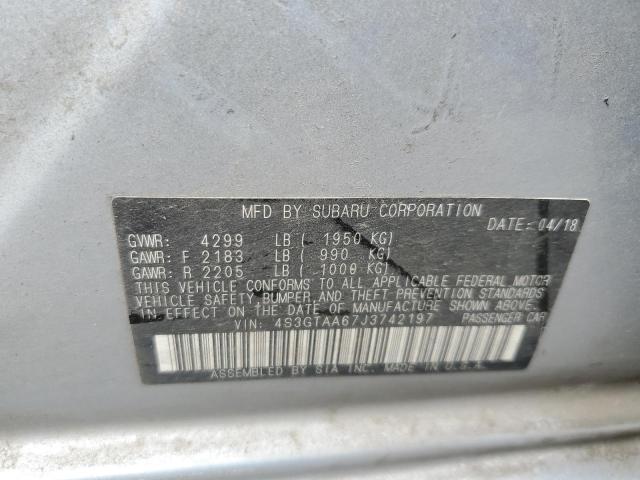 MFD BY SUBARU CORPORATION
DATE: 04/18
GVWR: 4299 LB ( 1950 KG)
GAWR: F 2183 LB ( 990 KG)
GAWR: R 2205 LB ( 1009 KG)
THIS VEHICLE CONFORMS TO ALL APPLICABLE FEDERAL MOTOR
VEHICLE SAFETY, BUMPER, AND THEFT PREVENTION STANDARDS
IN EFFECT ON THE DATE OF MANUFACTURE SHOWN ABOVE.
VIN: 4S3GTAA67J3742197 PASSENGER CAR
ASSEMBLED BY SIA INC. MADE IN U.S.A.